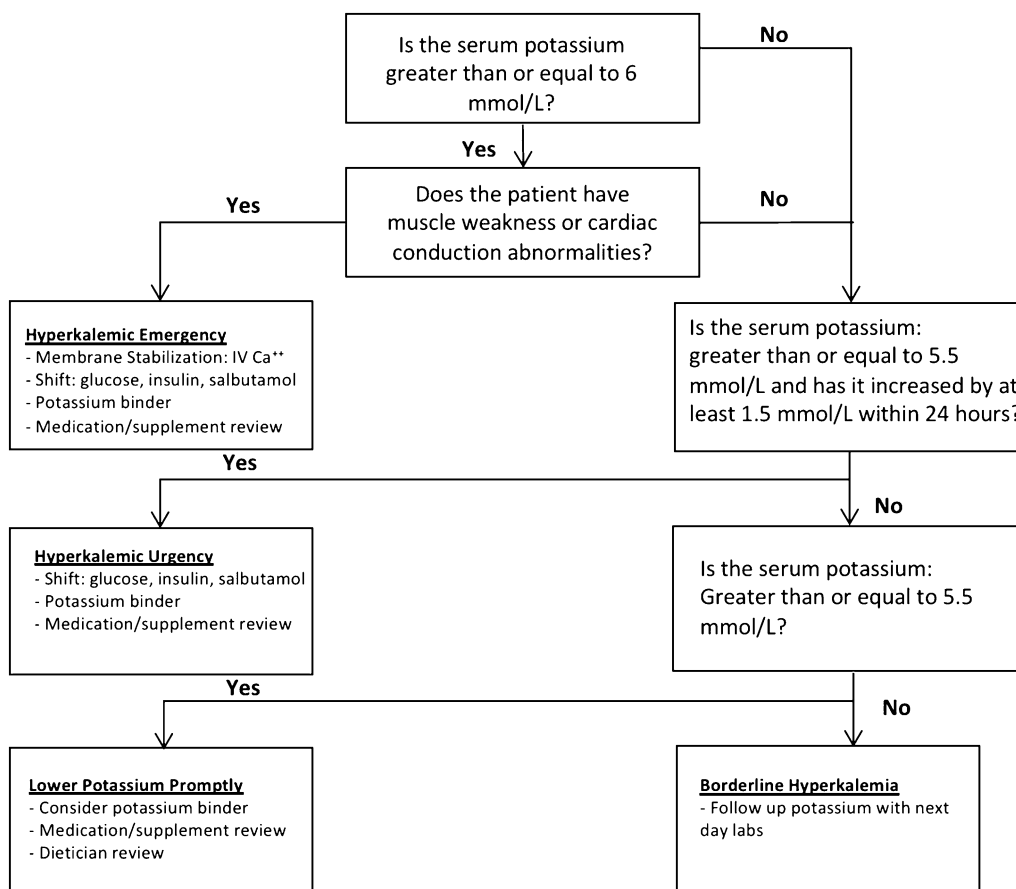 Is the serum potassium
greater than or equal to 6
mmol/L?
No
Yes
Does the patient have
muscle weakness or cardiac
conduction abnormalities?
Yes
No
Hyperkalemic Emergency
- Membrane Stabilization: IV Ca⁺⁺
- Shift: glucose, insulin, salbutamol
- Potassium binder
- Medication/supplement review
Is the serum potassium:
greater than or equal to 5.5
mmol/L and has it increased by at
least 1.5 mmol/L within 24 hours?
Yes
No
Hyperkalemic Urgency
- Shift: glucose, insulin, salbutamol
- Potassium binder
- Medication/supplement review
Is the serum potassium:
Greater than or equal to 5.5
mmol/L?
Yes
No
Lower Potassium Promptly
- Consider potassium binder
- Medication/supplement review
- Dietician review
Borderline Hyperkalemia
- Follow up potassium with next
day labs